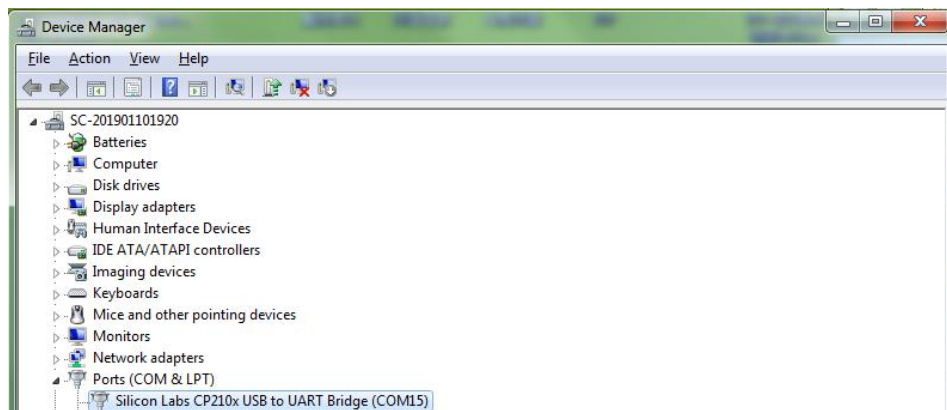 Device Manager
File Action View Help
SC-201901101920
Batteries
Computer
Disk drives
Display adapters
Human Interface Devices
IDE ATA/ATAPI controllers
Imaging devices
Keyboards
Mice and other pointing devices
Monitors
Network adapters
Ports (COM & LPT)
Silicon Labs CP210x USB to UART Bridge (COM15)